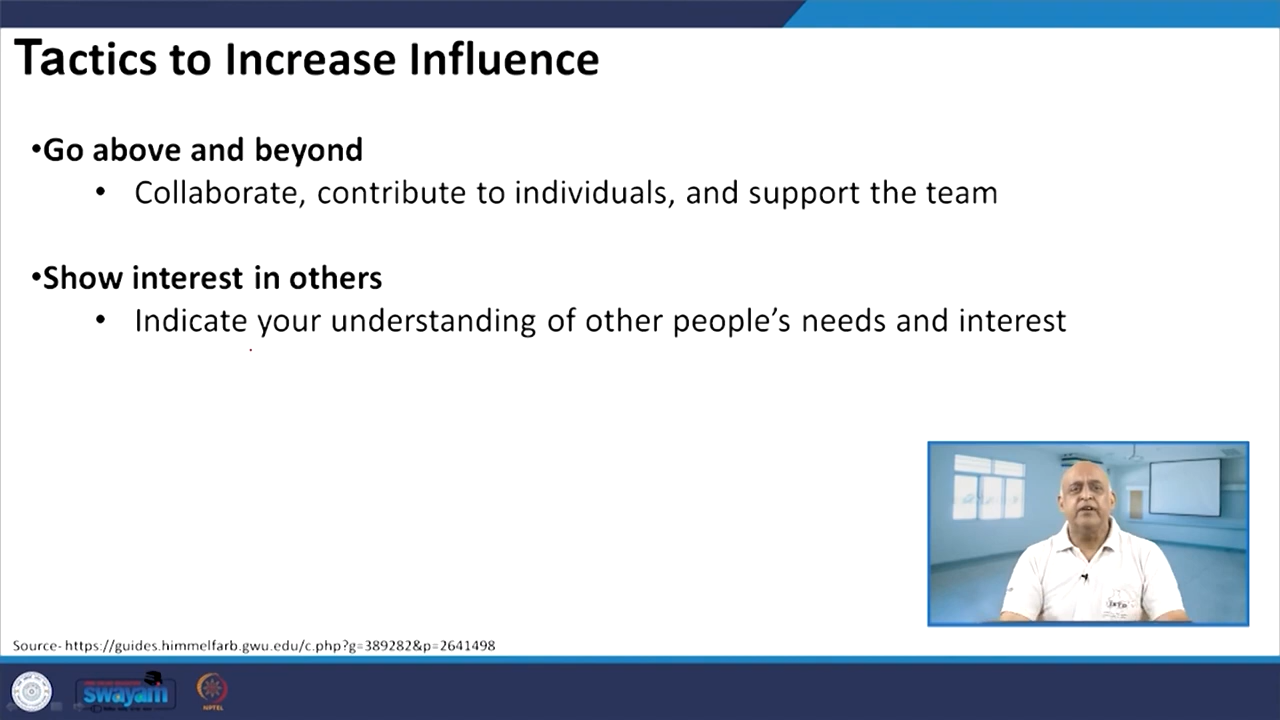 Tactics to Increase Influence
•Go above and beyond
• Collaborate, contribute to individuals, and support the team
•Show interest in others
• Indicate your understanding of other people’s needs and interest
Source- https://guides.himmelfarb.gwu.edu/c.php?g=389282&p=2641498
swayam
NPTEL